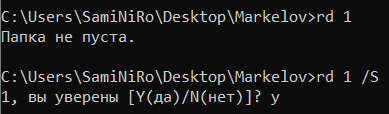 C:\Users\SamiNiRo\Desktop\Markelov>rd 1
Папка не пуста.
C:\Users\SamiNiRo\Desktop\Markelov>rd 1 /S
1, вы уверены [Y(да)/N(нет)]? y